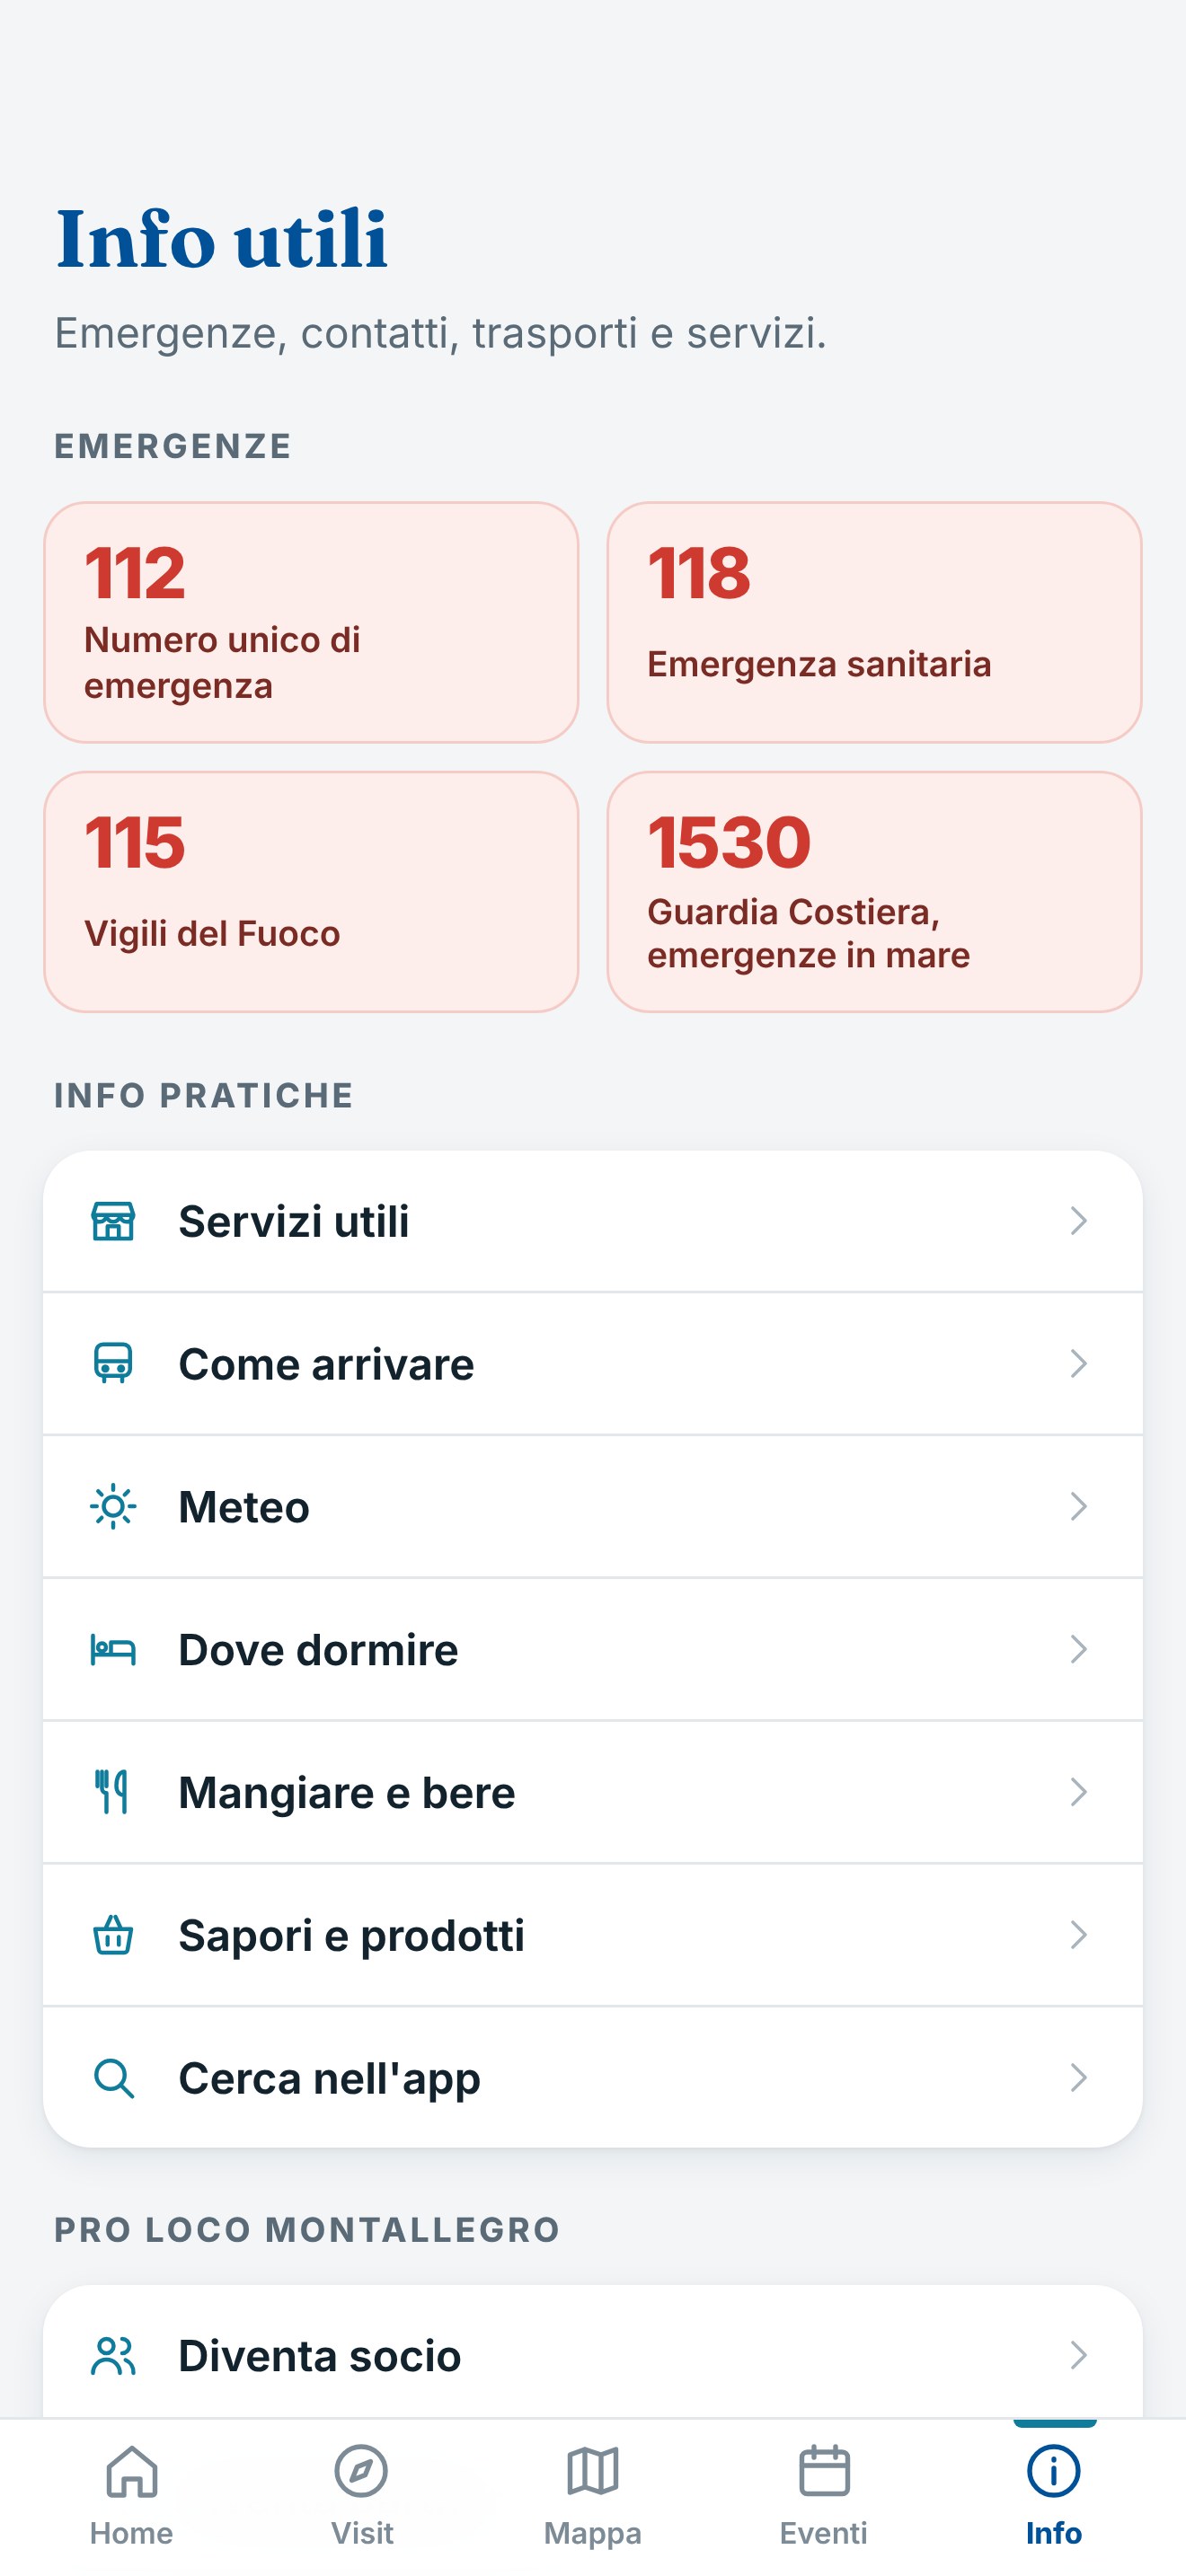 Info utili
Emergenze, contatti, trasporti e servizi.
EMERGENZE
112
Numero unico di
emergenza
118
Emergenza sanitaria
115
Vigili del Fuoco
1530
Guardia Costiera,
emergenze in mare
INFO PRATICHE
Servizi utili
Come arrivare
Meteo
Dove dormire
Mangiare e bere
Sapori e prodotti
Cerca nell'app
PRO LOCO MONTALLEGRO
Diventa socio
Home
Visit
Mappa
Eventi
Info